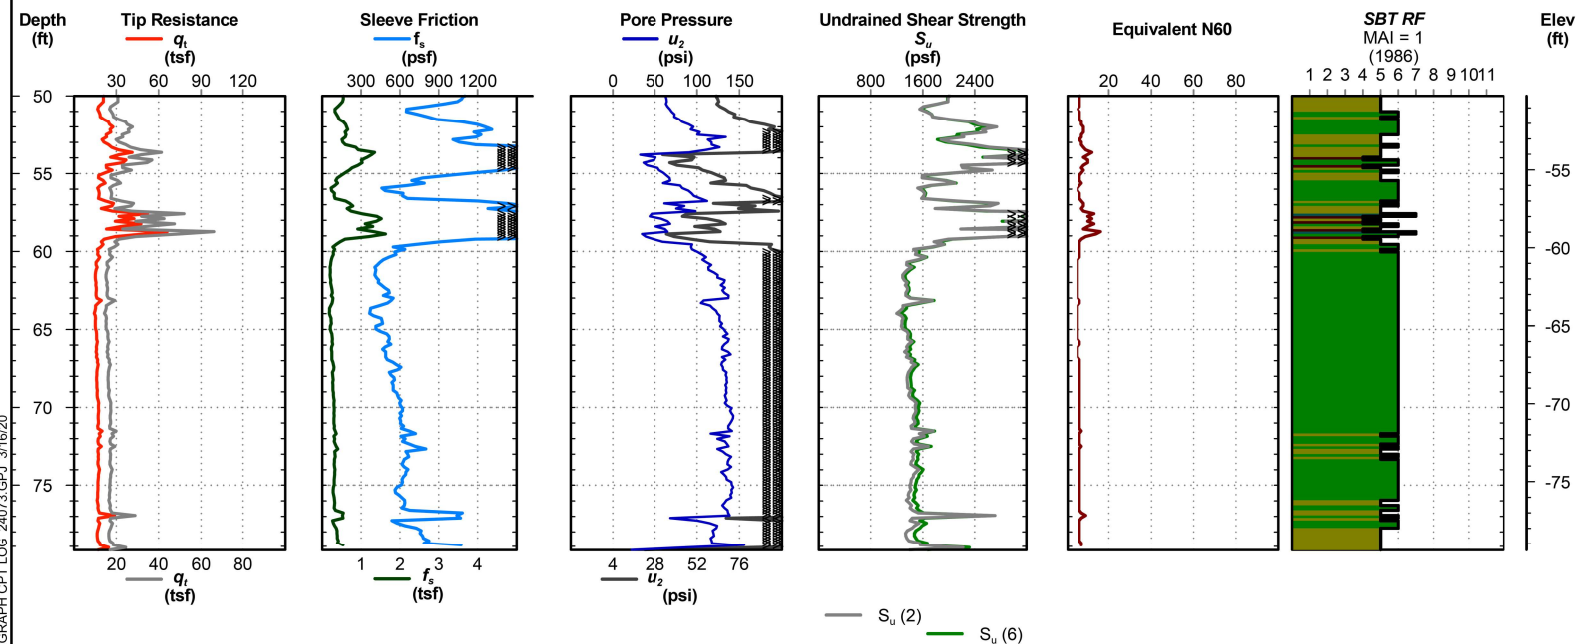 Depth
(ft)
Tip Resistance
qt
(tsf)
Sleeve Friction
fs
(psf)
Pore Pressure
u2
(psi)
Undrained Shear Strength
Su
(psf)
Equivalent N60
SBT RF
MAI = 1
(1986)
Elev
(ft)
30 60 90 120
300 600 900 1200
0 50 100 150
800 1600 2400
20 40 60 80
1 2 3 4 5 6 7 8 9 10 11
50
55
60
65
70
75
-55
-60
-65
-70
-75
20 40 60 80
qt
(tsf)
1 2 3 4
fs
(tsf)
4 28 52 76
u2
(psi)
Su (2)
Su (6)
GRAPH CPT LOG 24073.GPJ 3/16/20